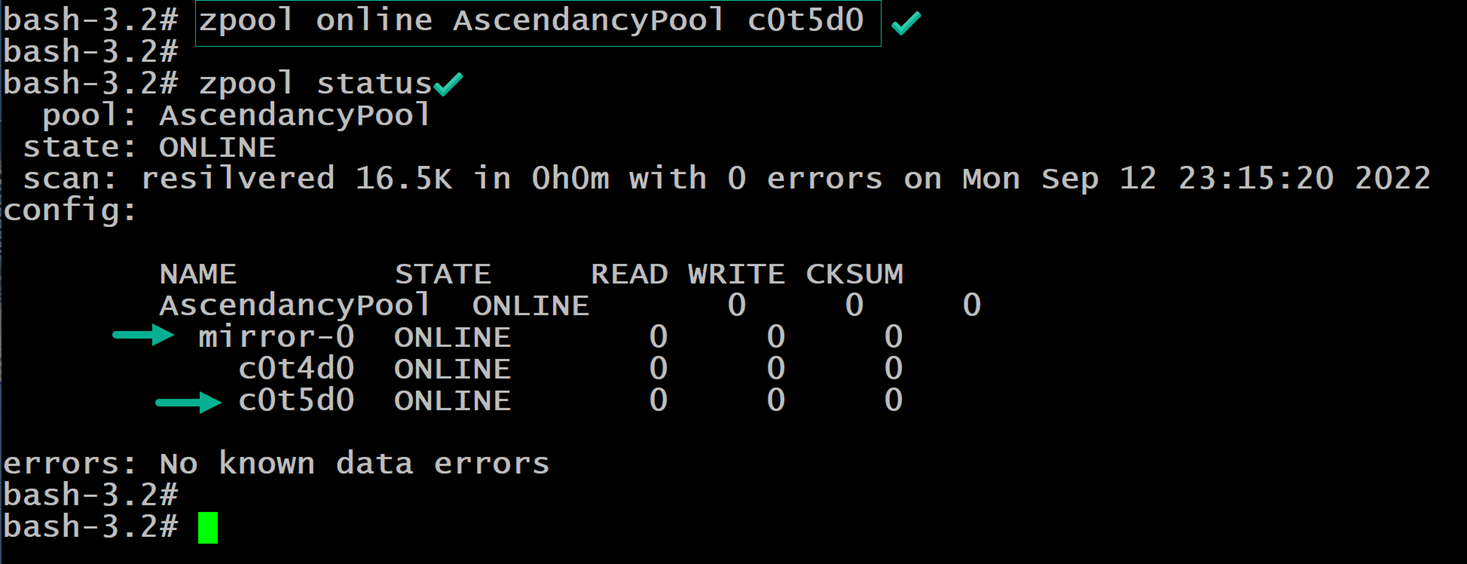 bash-3.2# zpool online AscendancyPool c0t5d0
bash-3.2#
bash-3.2# zpool status
  pool: AscendancyPool
 state: ONLINE
 scan: resilvered 16.5K in 0h0m with 0 errors on Mon Sep 12 23:15:20 2022
config:

        NAME        STATE     READ WRITE CKSUM
        AscendancyPool  ONLINE       0     0     0
          mirror-0  ONLINE       0     0     0
            c0t4d0  ONLINE       0     0     0
            c0t5d0  ONLINE       0     0     0

errors: No known data errors
bash-3.2#
bash-3.2#